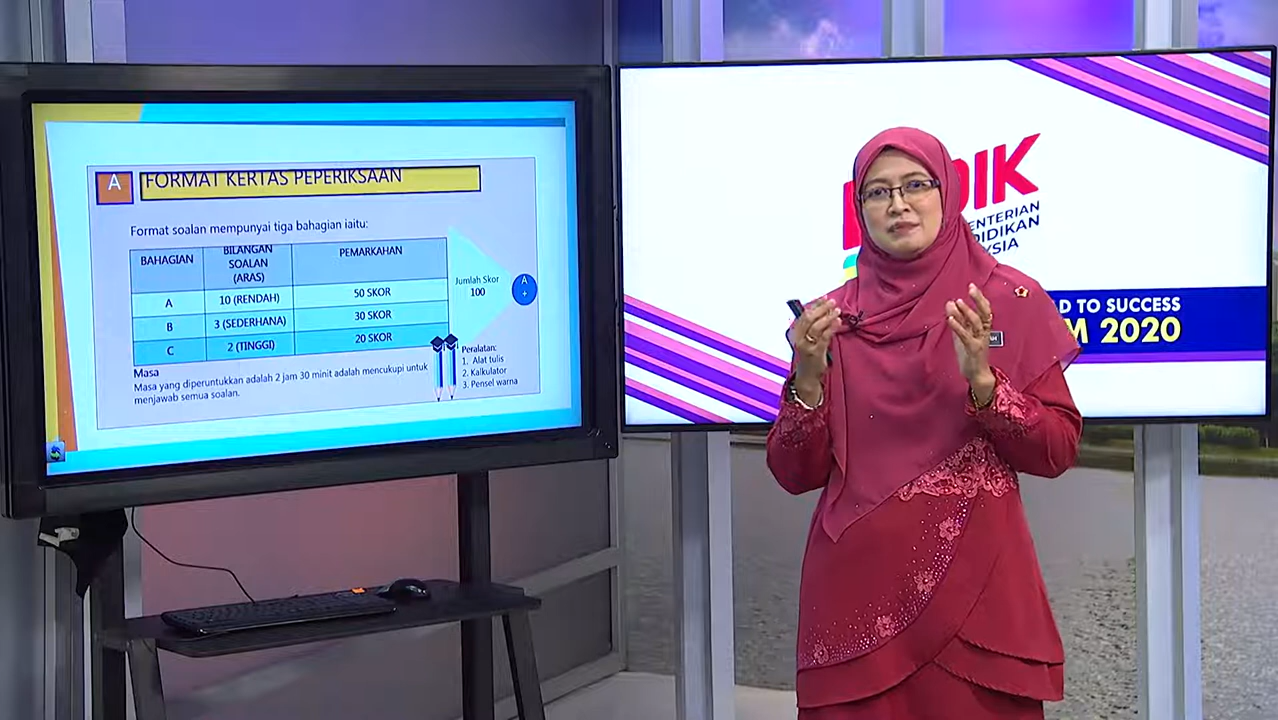 A
FORMAT KERTAS PEPERIKSAAN
Format soalan mempunyai tiga bahagian iaitu:
BAHAGIAN
BILANGAN
SOALAN
(ARAS)
PEMARKAHAN
A
10 (RENDAH)
50 SKOR
B
3 (SEDERHANA)
30 SKOR
C
2 (TINGGI)
20 SKOR
Jumlah Skor
100
A
+
Masa
Masa yang diperuntukkan adalah 2 jam 30 minit adalah mencukupi untuk
menjawab semua soalan.
Peralatan:
1. Alat tulis
2. Kalkulator
3. Pensel warna
DIK
ENTERIAN
DIDIKAN
YSIA
D TO SUCCESS
M 2020